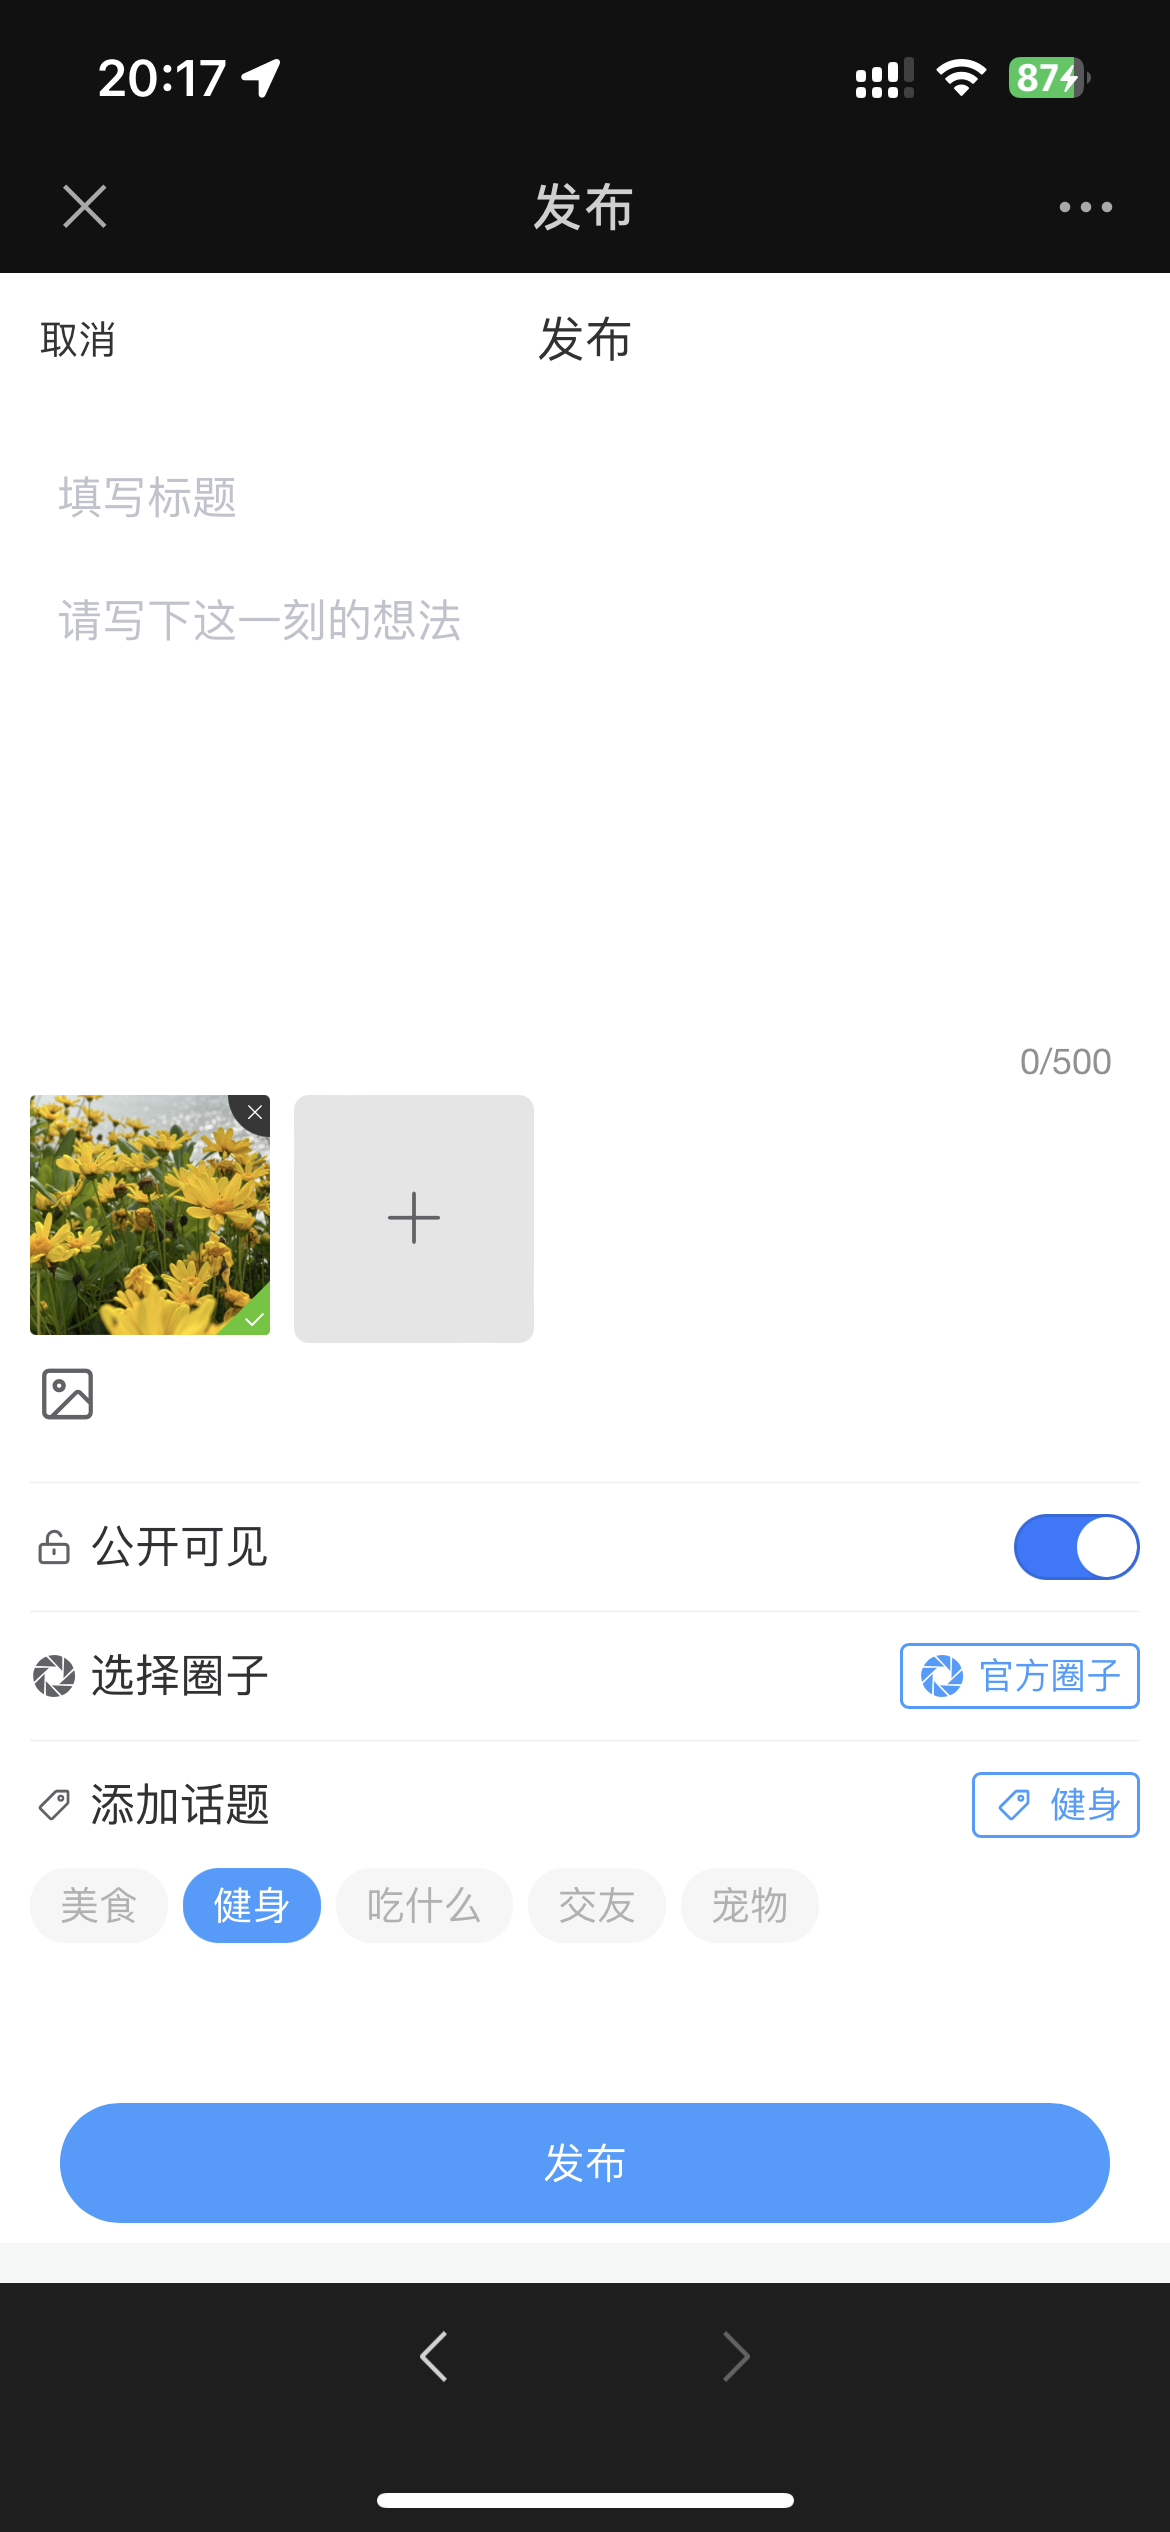 20:17
87
发布
取消
发布
填写标题
请写下这一刻的想法
0/500
公开可见
选择圈子
官方圈子
添加话题
健身
美食 健身 吃什么 交友 宠物
发布